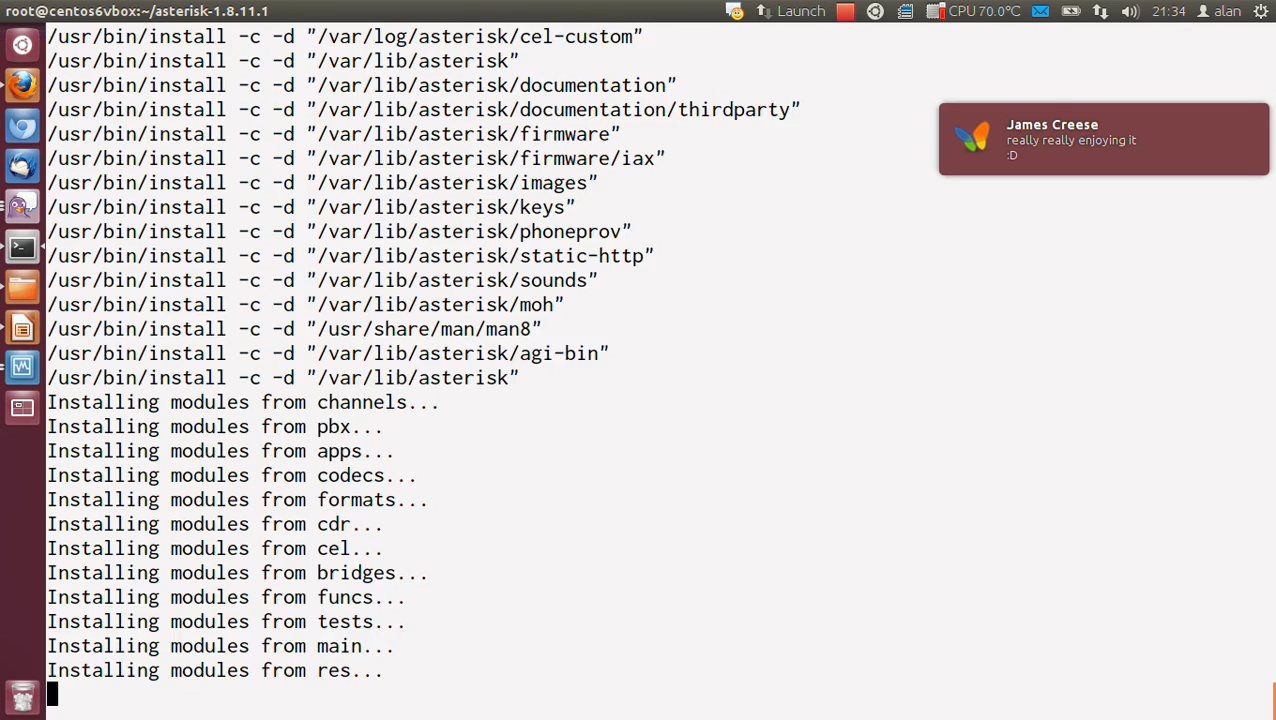 root@centos6vbox:~/asterisk-1.8.11.1
Launch
CPU 70.0°C
21:34
alan
/usr/bin/install -c -d "/var/log/asterisk/cel-custom"
/usr/bin/install -c -d "/var/lib/asterisk"
/usr/bin/install -c -d "/var/lib/asterisk/documentation"
/usr/bin/install -c -d "/var/lib/asterisk/documentation/thirdparty"
/usr/bin/install -c -d "/var/lib/asterisk/firmware"
/usr/bin/install -c -d "/var/lib/asterisk/firmware/iax"
/usr/bin/install -c -d "/var/lib/asterisk/images"
/usr/bin/install -c -d "/var/lib/asterisk/keys"
/usr/bin/install -c -d "/var/lib/asterisk/phoneprov"
/usr/bin/install -c -d "/var/lib/asterisk/static-http"
/usr/bin/install -c -d "/var/lib/asterisk/sounds"
/usr/bin/install -c -d "/var/lib/asterisk/moh"
/usr/bin/install -c -d "/usr/share/man/man8"
/usr/bin/install -c -d "/var/lib/asterisk/agi-bin"
/usr/bin/install -c -d "/var/lib/asterisk"
Installing modules from channels...
Installing modules from pbx...
Installing modules from apps...
Installing modules from codecs...
Installing modules from formats...
Installing modules from cdr...
Installing modules from cel...
Installing modules from bridges...
Installing modules from funcs...
Installing modules from tests...
Installing modules from main...
Installing modules from res...
James Creese
really really enjoying it
:D